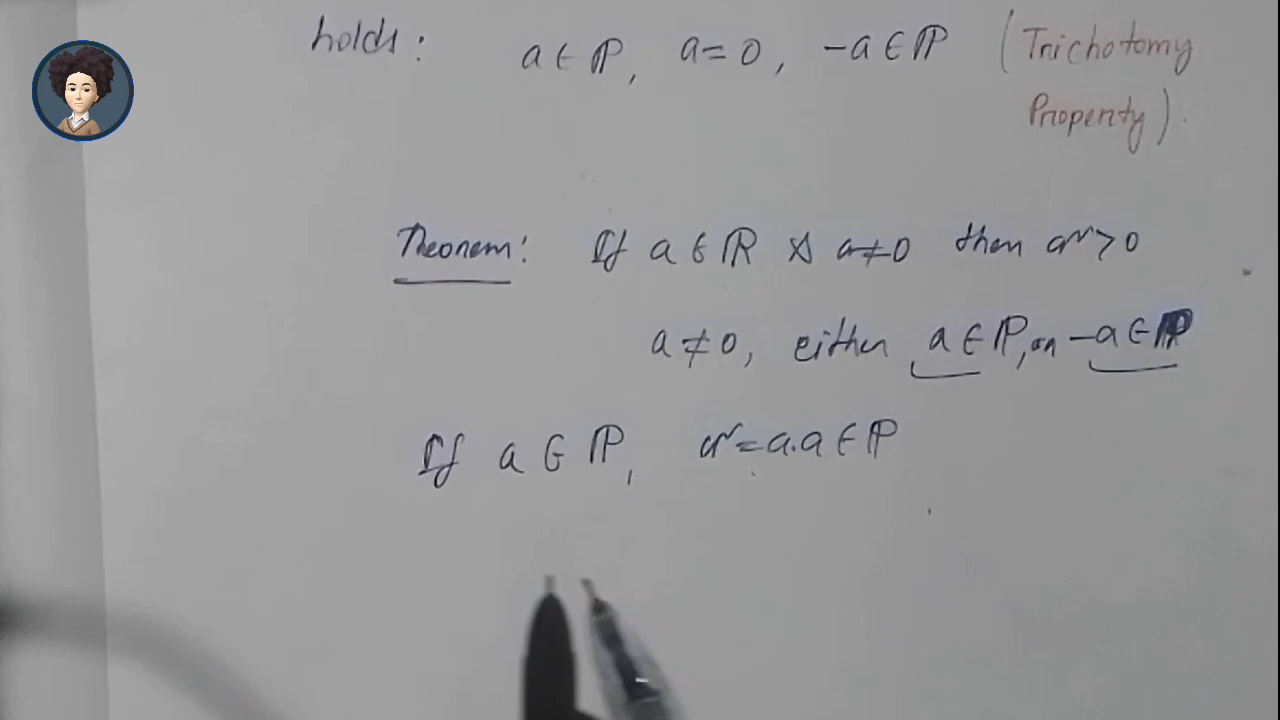 holds: a ∈ ℙ, a = 0, -a ∈ ℙ (Trichotomy
Property).
Theorem: If a ∈ ℝ & a ≠ 0 then a² > 0
a ≠ 0, either a ∈ ℙ, or -a ∈ ℙ
If a ∈ ℙ, a² = a.a ∈ ℙ